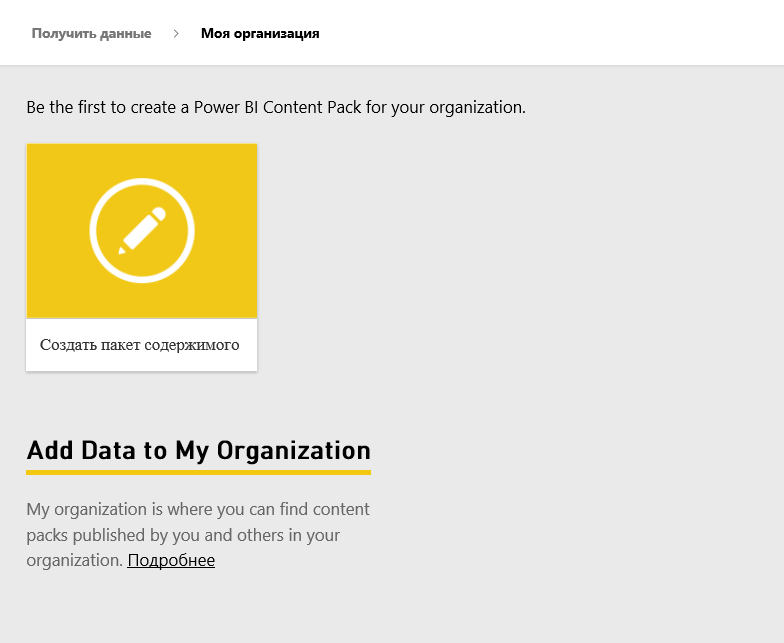 Получить данные > Моя организация
Be the first to create a Power BI Content Pack for your organization.
Создать пакет содержимого
Add Data to My Organization
My organization is where you can find content
packs published by you and others in your
organization. Подробнее